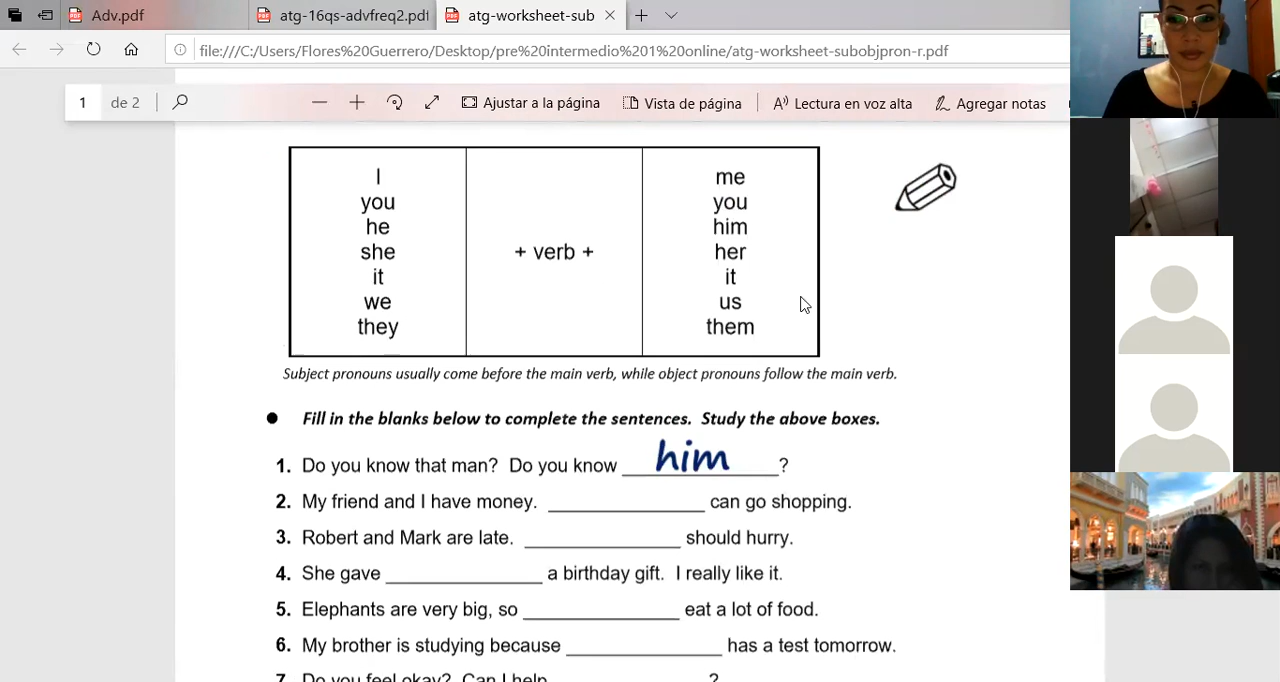 Adv.pdf
atg-16qs-advfreq2.pdf
atg-worksheet-sub
file:///C:/Users/Flores%20Guerrero/Desktop/pre%20intermedio%201%20online/atg-worksheet-subobjpron-r.pdf
1 de 2
Ajustar a la página
Vista de página
Lectura en voz alta
Agregar notas
I
you
he
she
it
we
they
+ verb +
me
you
him
her
it
us
them
Subject pronouns usually come before the main verb, while object pronouns follow the main verb.
Fill in the blanks below to complete the sentences. Study the above boxes.
1. Do you know that man? Do you know him?
2. My friend and I have money. ______________ can go shopping.
3. Robert and Mark are late. ______________ should hurry.
4. She gave ______________ a birthday gift. I really like it.
5. Elephants are very big, so ______________ eat a lot of food.
6. My brother is studying because ______________ has a test tomorrow.
7. Do you feel okay? Can I help ______________?